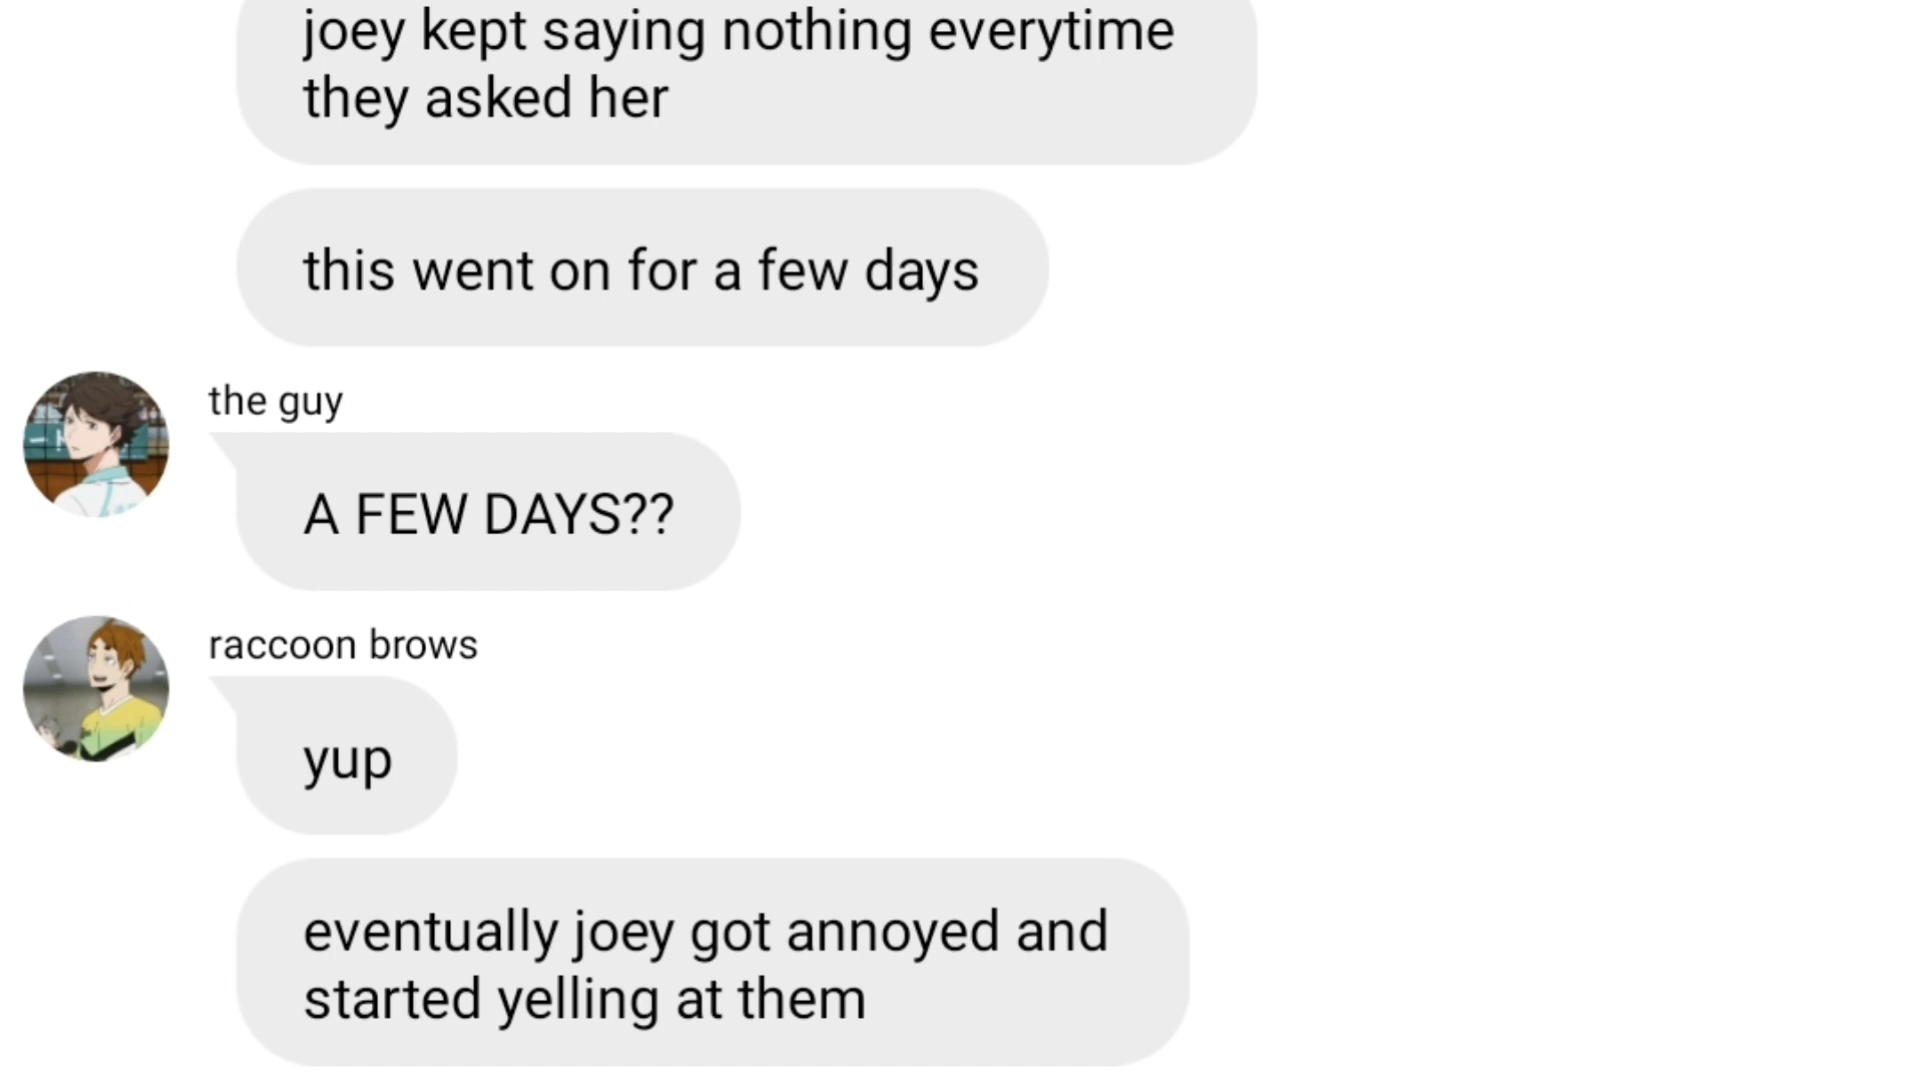 joey kept saying nothing everytime
they asked her
this went on for a few days
the guy
A FEW DAYS??
raccoon brows
yup
eventually joey got annoyed and
started yelling at them